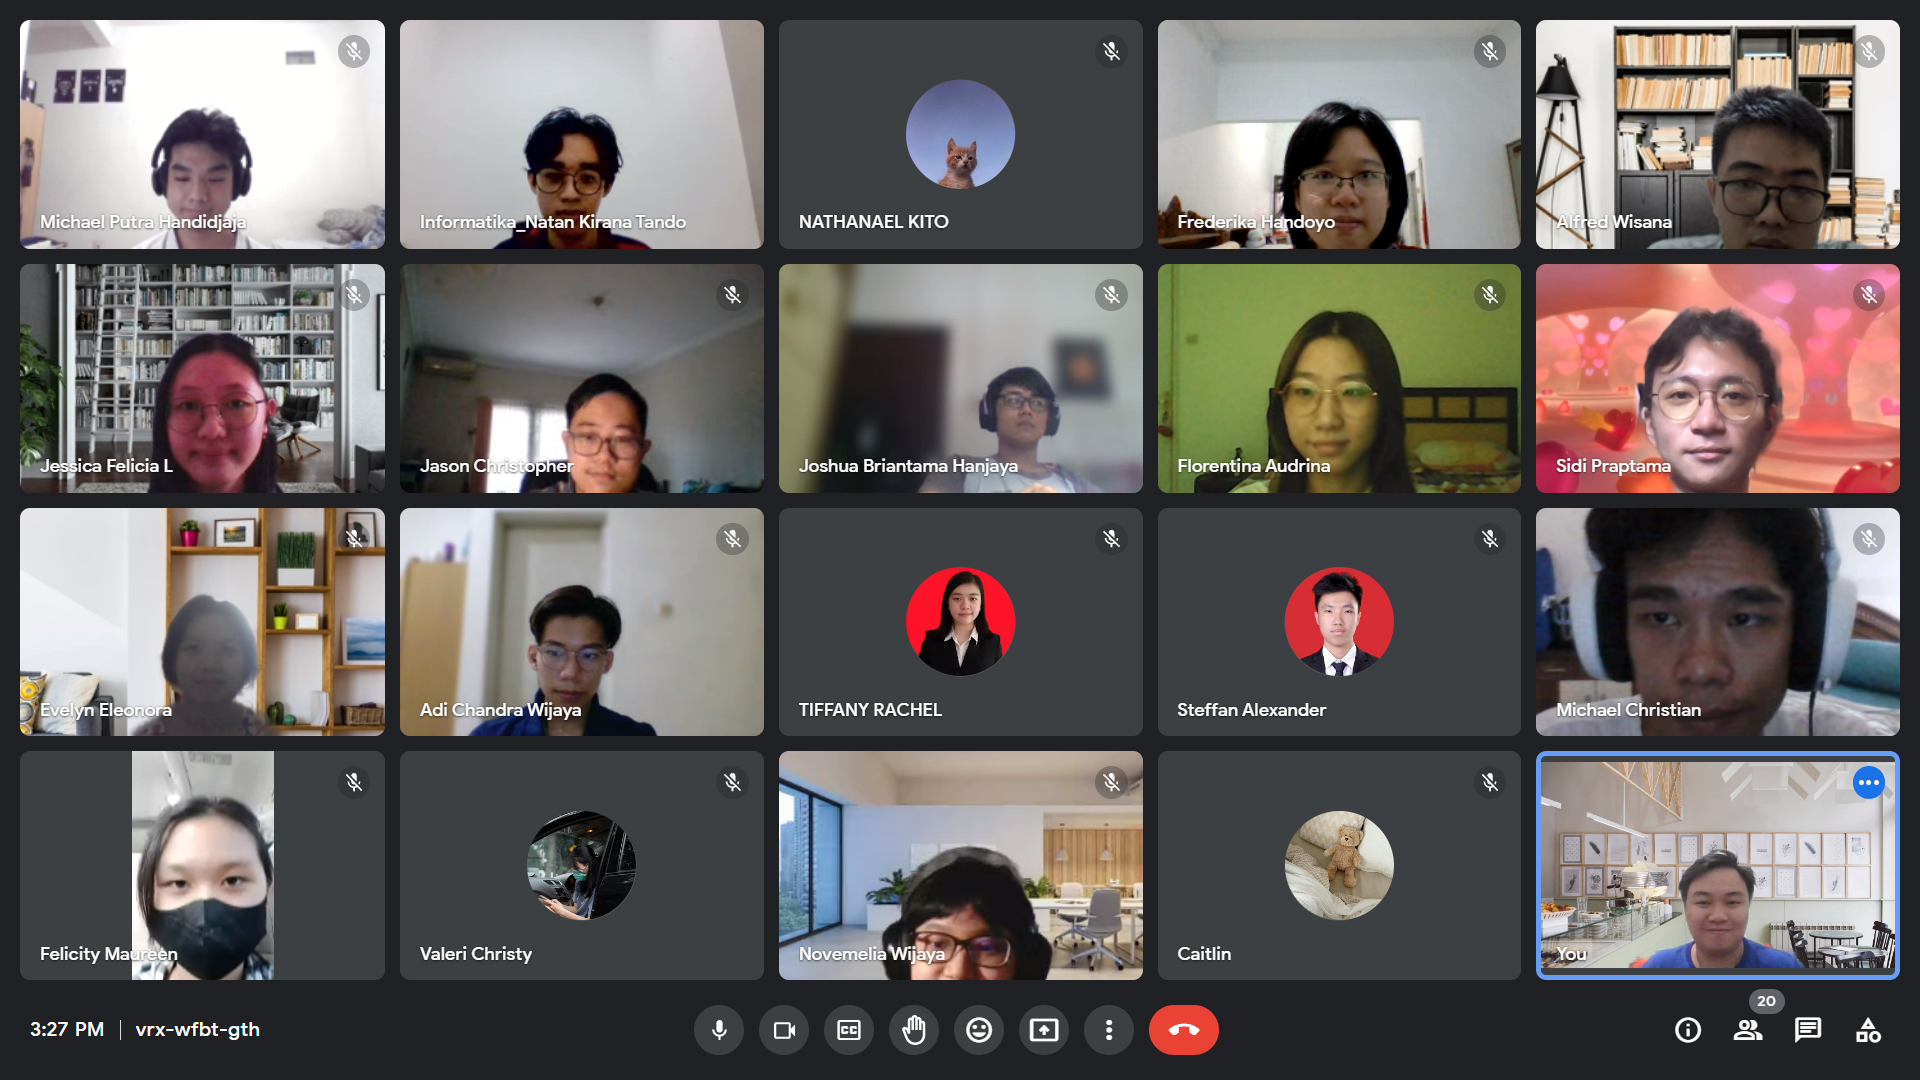 Michael Putra Handidjaja
Informatika_Natan Kirana Tando
NATHANAEL KITO
Frederika Handoyo
Alfred Wisana
Jessica Felicia L
Jason Christopher
Joshua Briantama Hanjaya
Florentina Audrina
Sidi Praptama
Evelyn Eleonora
Adi Chandra Wijaya
TIFFANY RACHEL
Steffan Alexander
Michael Christian
Felicity Maureen
Valeri Christy
Novemelia Wijaya
Caitlin
You
3:27 PM | vrx-wfbt-gth
CC
20